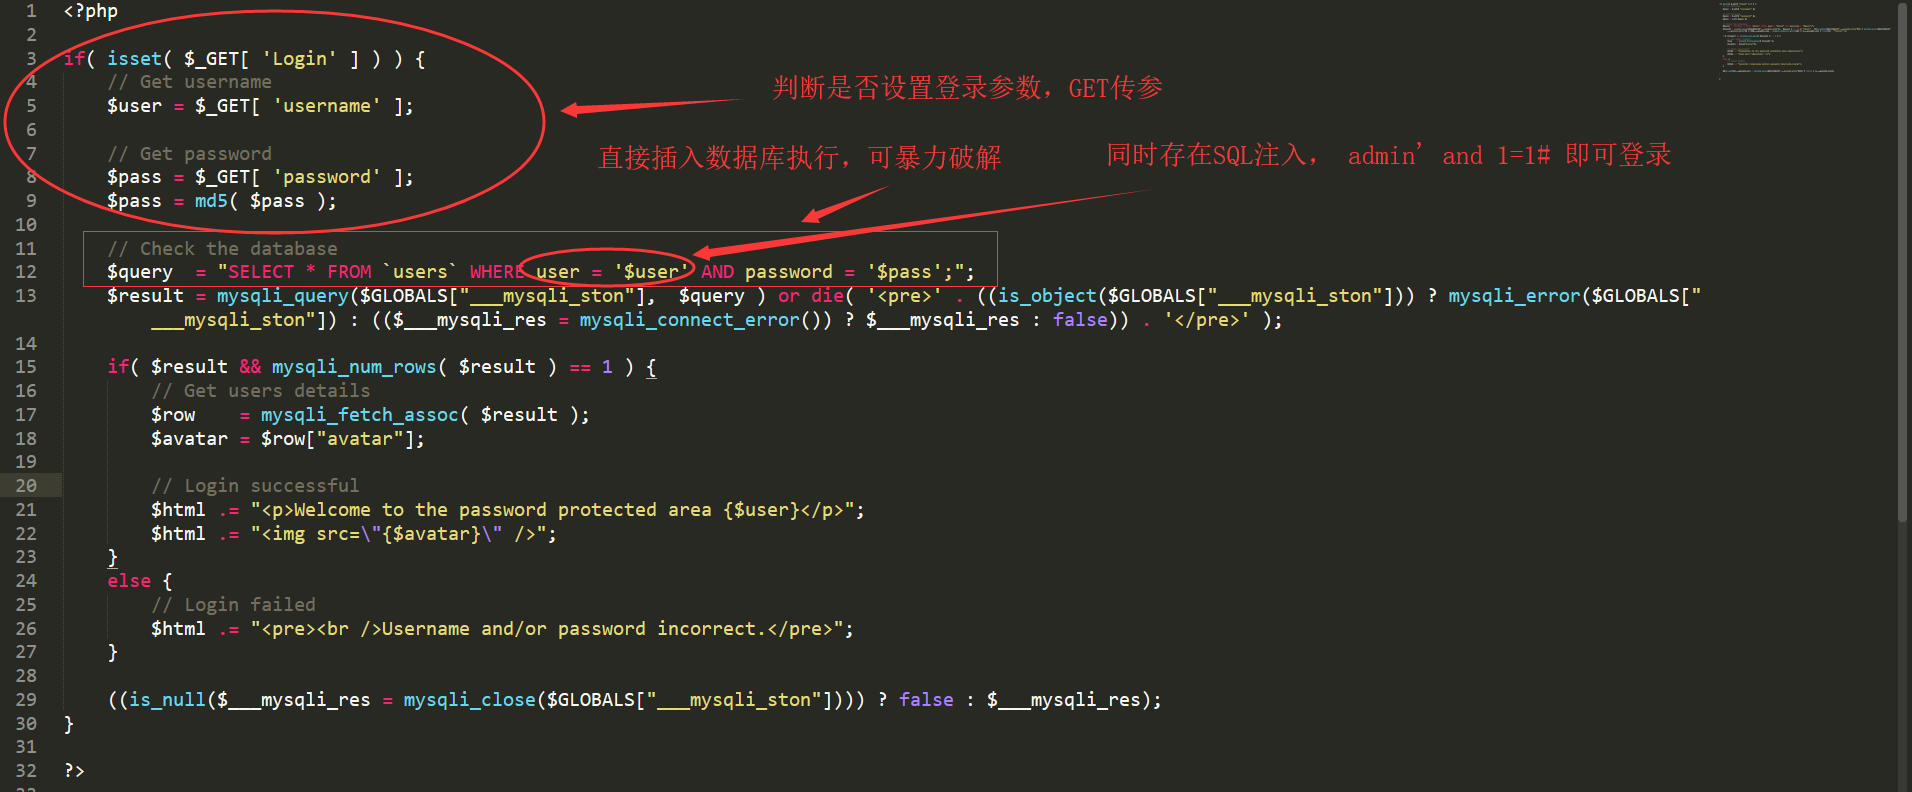 1 <?php
2
3 if( isset( $_GET[ 'Login' ] ) ) {
4 // Get username
判断是否设置登录参数，GET传参
5 $user = $_GET[ 'username' ];
6
7 // Get password
直接插入数据库执行，可暴力破解
同时存在SQL注入， admin' and 1=1# 即可登录
8 $pass = $_GET[ 'password' ];
9 $pass = md5( $pass );
10
11 // Check the database
12 $query  = "SELECT * FROM `users` WHERE user = '$user' AND password = '$pass';";
13 $result = mysqli_query($GLOBALS["___mysqli_ston"],  $query ) or die( '<pre>' . ((is_object($GLOBALS["___mysqli_ston"])) ? mysqli_error($GLOBALS["
___mysqli_ston"]) : (($___mysqli_res = mysqli_connect_error()) ? $___mysqli_res : false)) . '</pre>' );
14
15 if( $result && mysqli_num_rows( $result ) == 1 ) {
16 // Get users details
17 $row    = mysqli_fetch_assoc( $result );
18 $avatar = $row["avatar"];
19
20 // Login successful
21 $html .= "<p>Welcome to the password protected area {$user}</p>";
22 $html .= "<img src=\"{$avatar}\" />";
23 }
24 else {
25 // Login failed
26 $html .= "<pre><br />Username and/or password incorrect.</pre>";
27 }
28
29 ((is_null($___mysqli_res = mysqli_close($GLOBALS["___mysqli_ston"]))) ? false : $___mysqli_res);
30 }
31
32 ?>